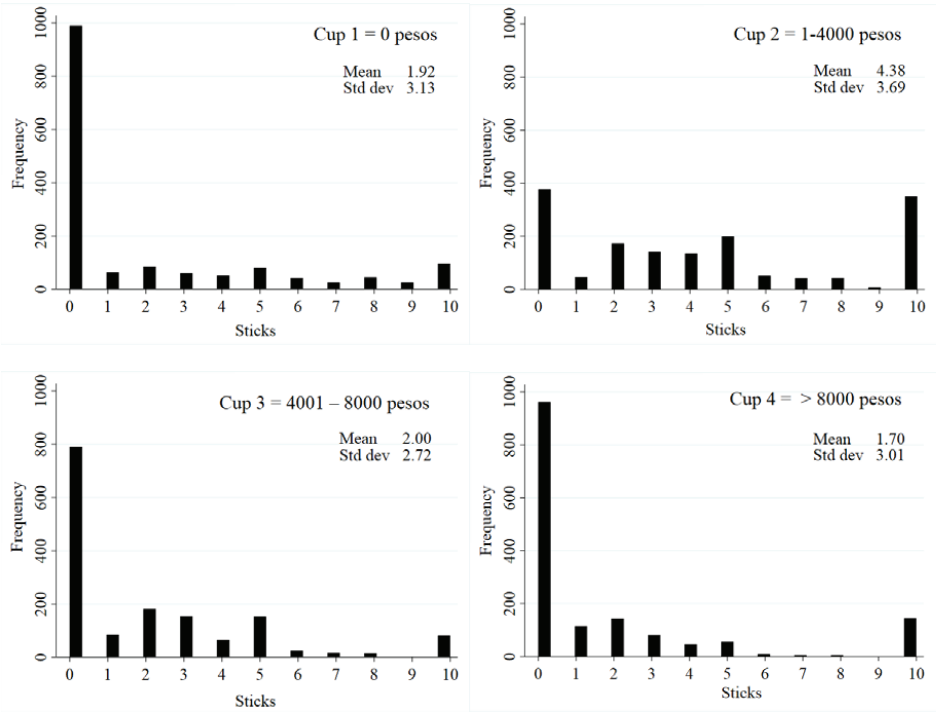 Cup 1 = 0 pesos
Mean 1.92
Std dev 3.13
Frequency
1000
800
600
400
200
0
0 1 2 3 4 5 6 7 8 9 10
Sticks
Cup 2 = 1-4000 pesos
Mean 4.38
Std dev 3.69
Frequency
1000
800
600
400
200
0
0 1 2 3 4 5 6 7 8 9 10
Sticks
Cup 3 = 4001 – 8000 pesos
Mean 2.00
Std dev 2.72
Frequency
1000
800
600
400
200
0
0 1 2 3 4 5 6 7 8 9 10
Sticks
Cup 4 = > 8000 pesos
Mean 1.70
Std dev 3.01
Frequency
1000
800
600
400
200
0
0 1 2 3 4 5 6 7 8 9 10
Sticks